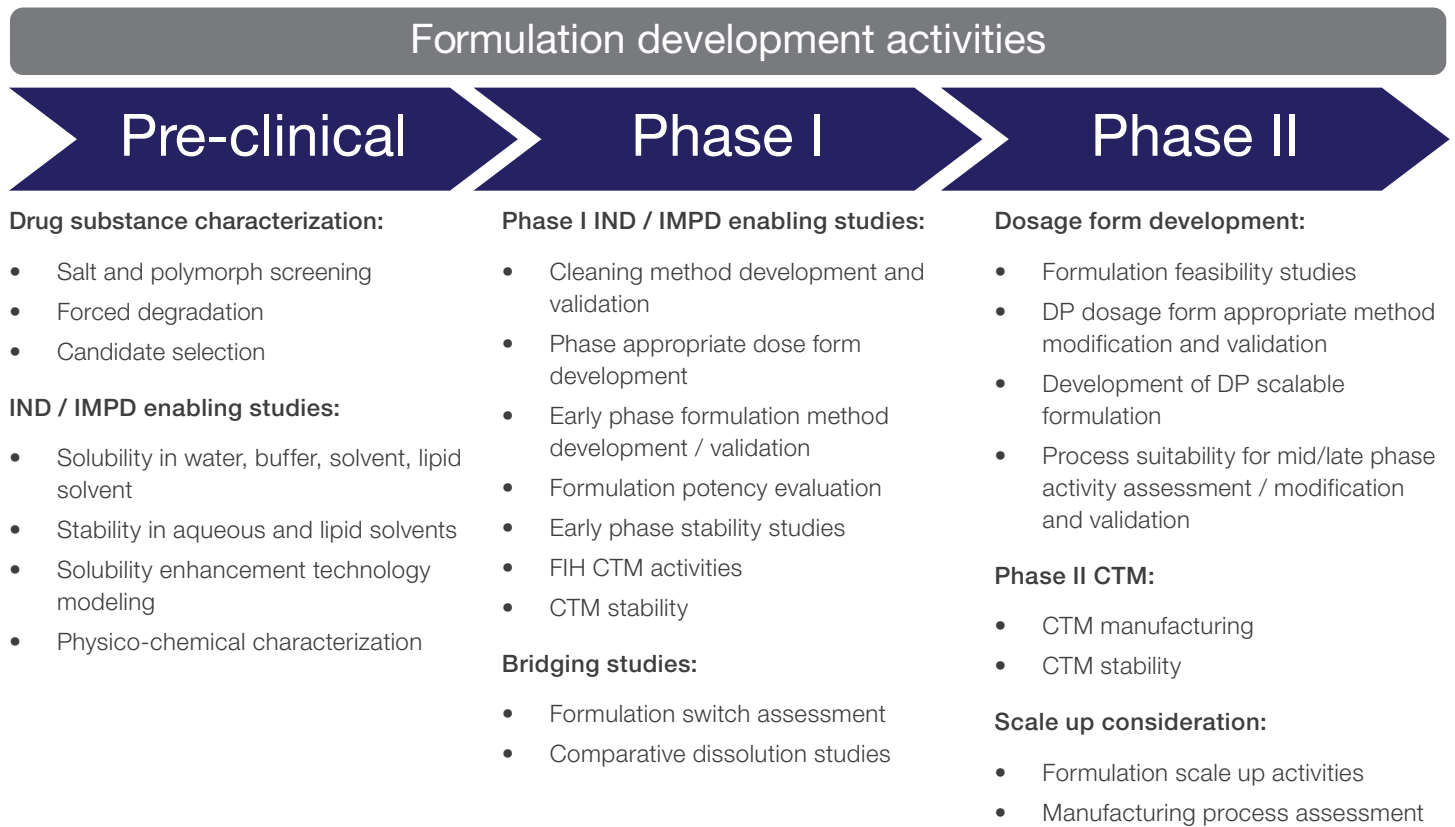 Formulation development activities
Pre-clinical
Phase I
Phase II
Drug substance characterization:
• Salt and polymorph screening
• Forced degradation
• Candidate selection
IND / IMPD enabling studies:
• Solubility in water, buffer, solvent, lipid
solvent
• Stability in aqueous and lipid solvents
• Solubility enhancement technology
modeling
• Physico-chemical characterization
Phase I IND / IMPD enabling studies:
• Cleaning method development and
validation
• Phase appropriate dose form
development
• Early phase formulation method
development / validation
• Formulation potency evaluation
• Early phase stability studies
• FIH CTM activities
• CTM stability
Bridging studies:
• Formulation switch assessment
• Comparative dissolution studies
Dosage form development:
• Formulation feasibility studies
• DP dosage form appropriate method
modification and validation
• Development of DP scalable
formulation
• Process suitability for mid/late phase
activity assessment / modification
and validation
Phase II CTM:
• CTM manufacturing
• CTM stability
Scale up consideration:
• Formulation scale up activities
• Manufacturing process assessment